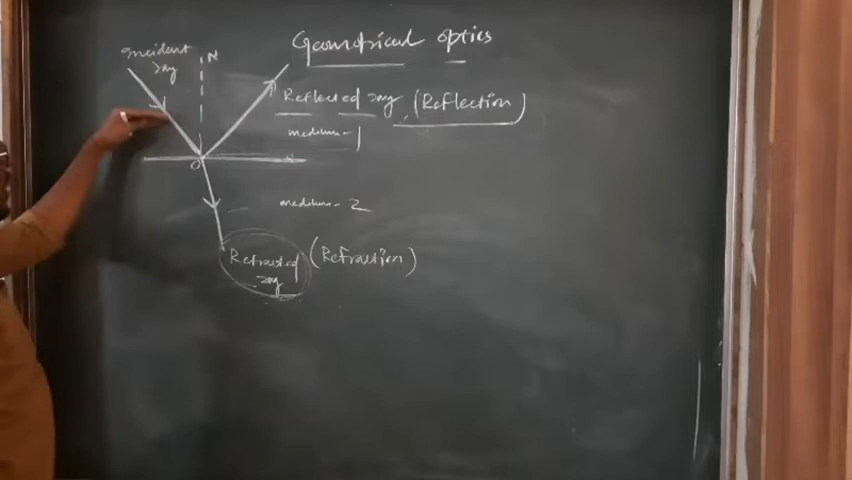 Geometrical optics
Incident
ray
N
Reflected ray (Reflection)
medium-1
O
medium-2
Refracted (Refraction)
ray